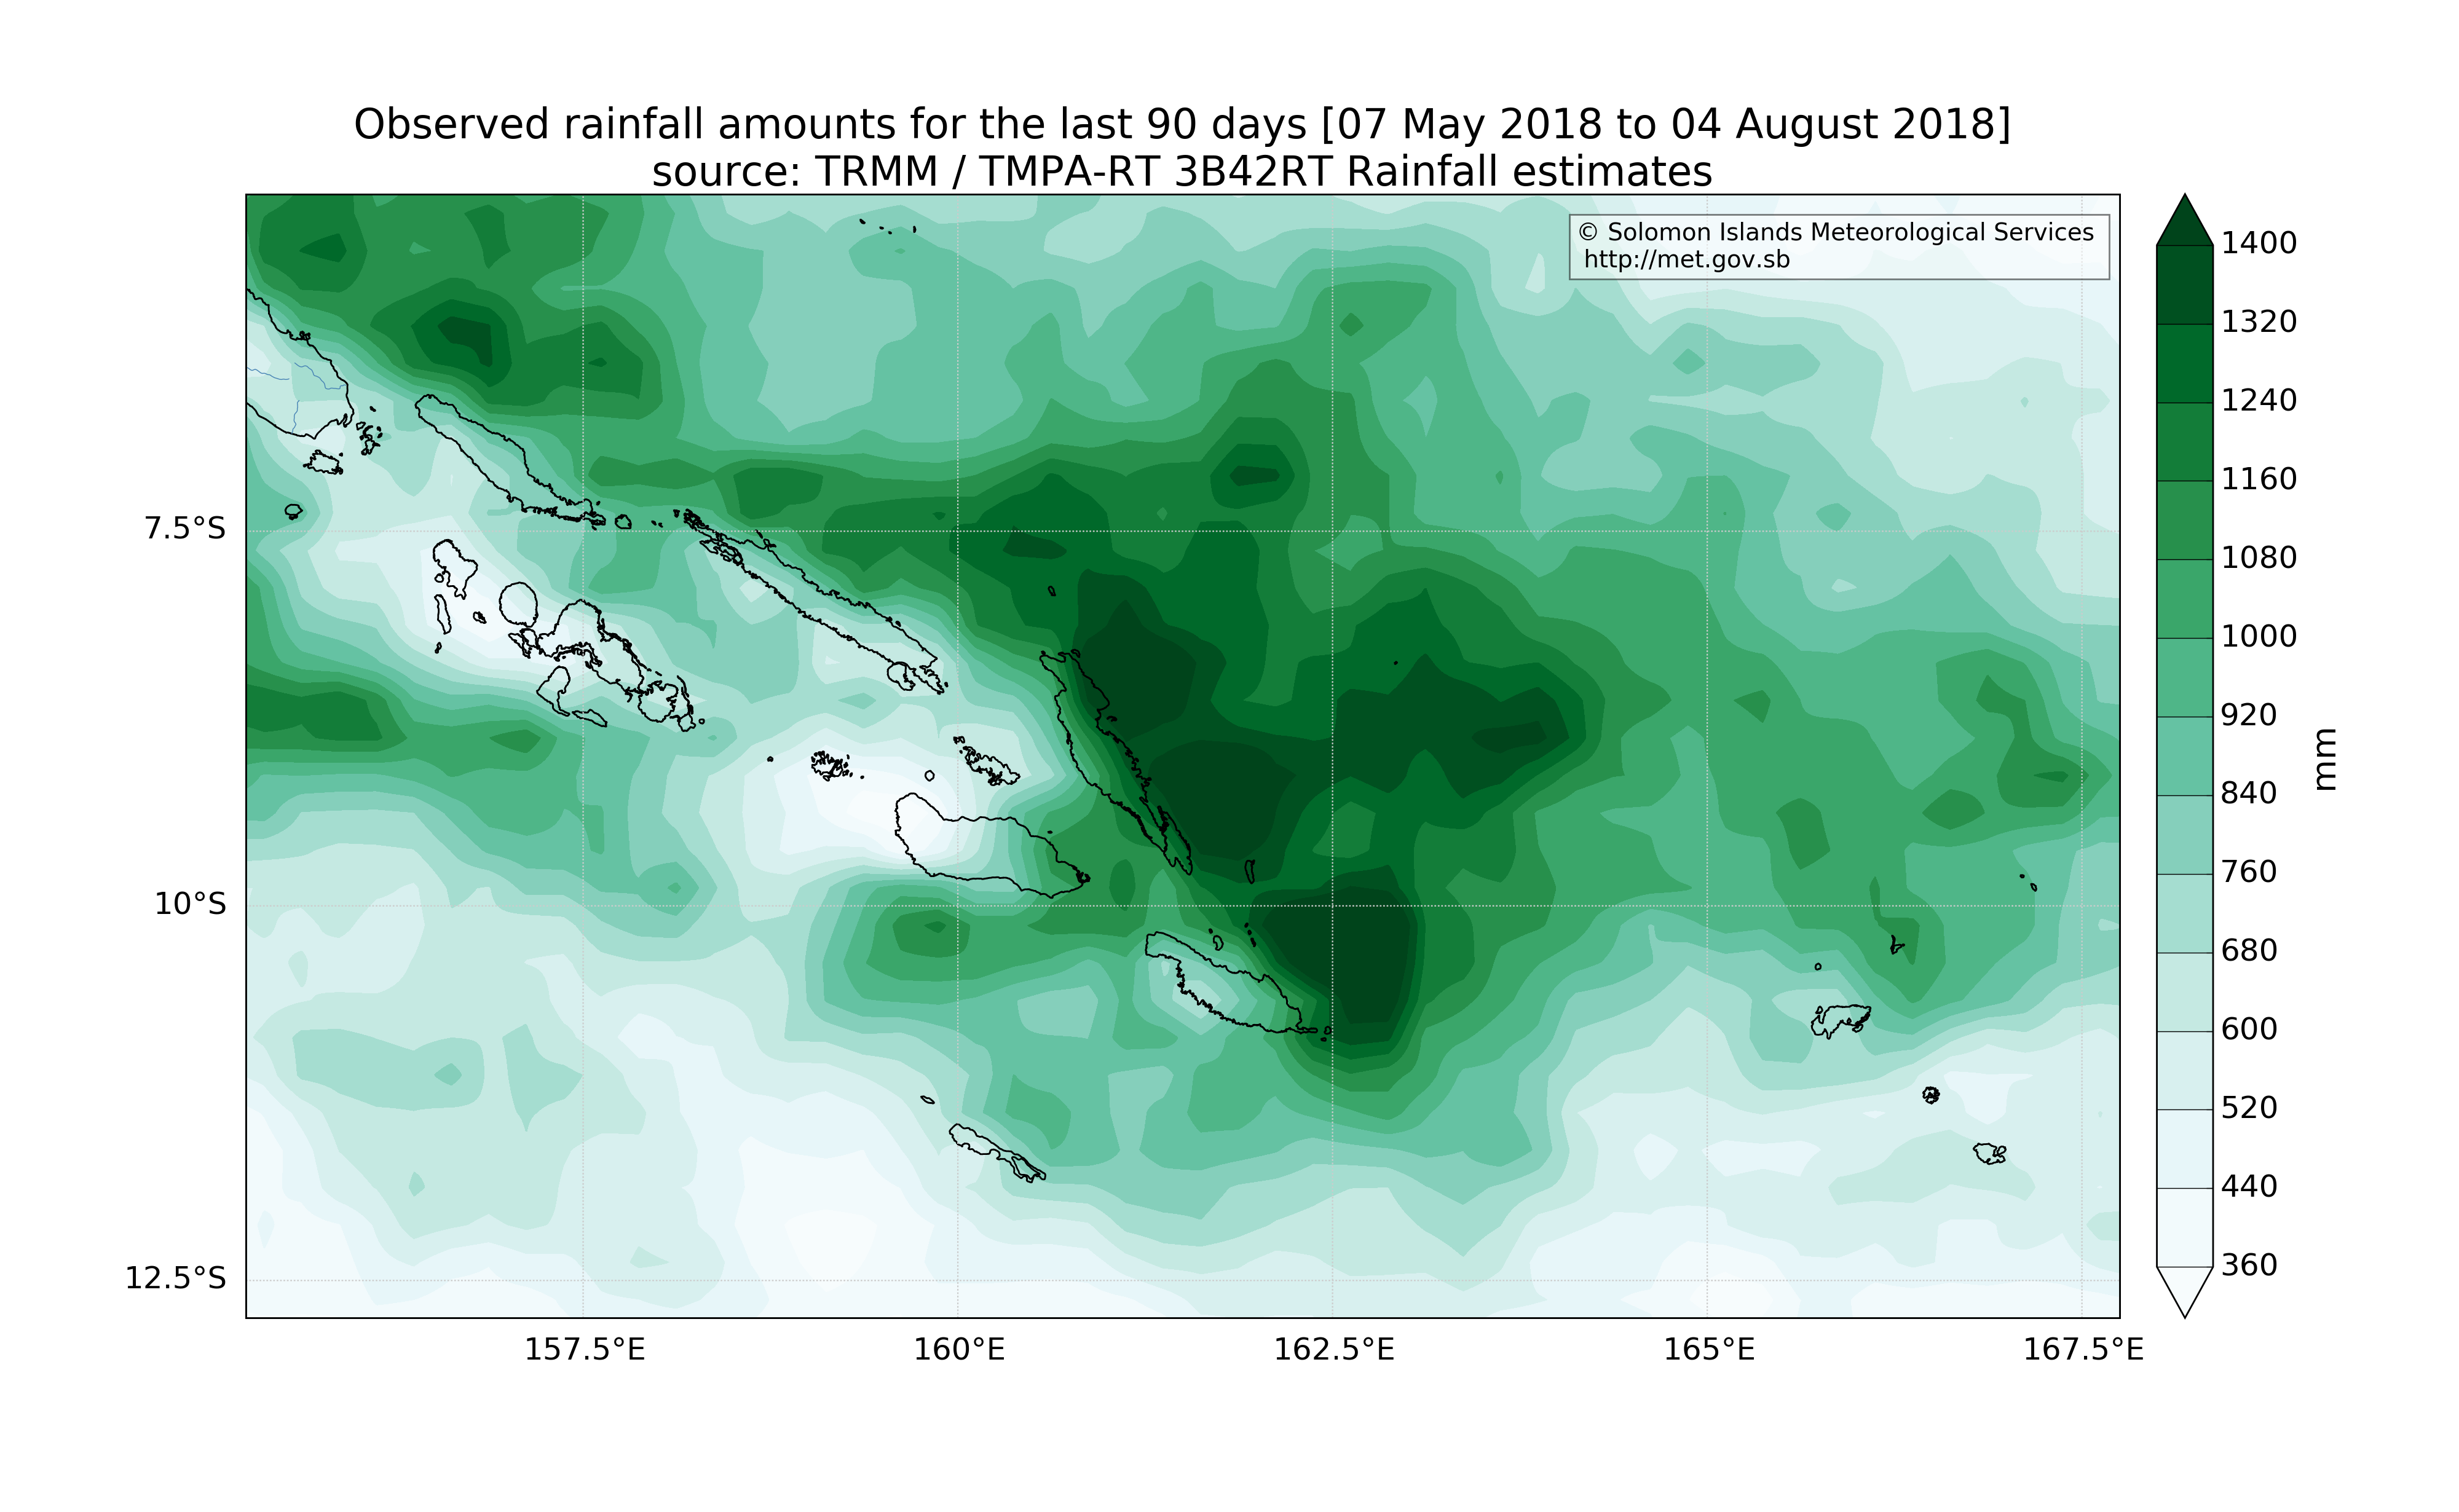 Observed rainfall amounts for the last 90 days [07 May 2018 to 04 August 2018]
source: TRMM / TMPA-RT 3B42RT Rainfall estimates
© Solomon Islands Meteorological Services
http://met.gov.sb
7.5°S
10°S
12.5°S
157.5°E
160°E
162.5°E
165°E
167.5°E
1400
1320
1240
1160
1080
1000
920
840
760
680
600
520
440
360
mm